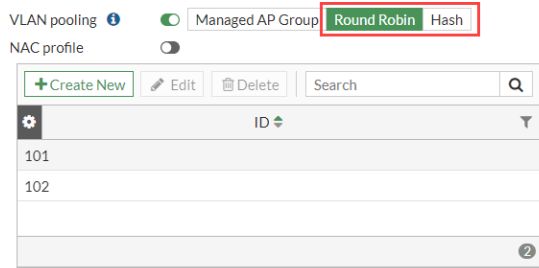 VLAN pooling Managed AP Group Round Robin Hash
NAC profile
+Create New Edit Delete Search
ID
101
102
2